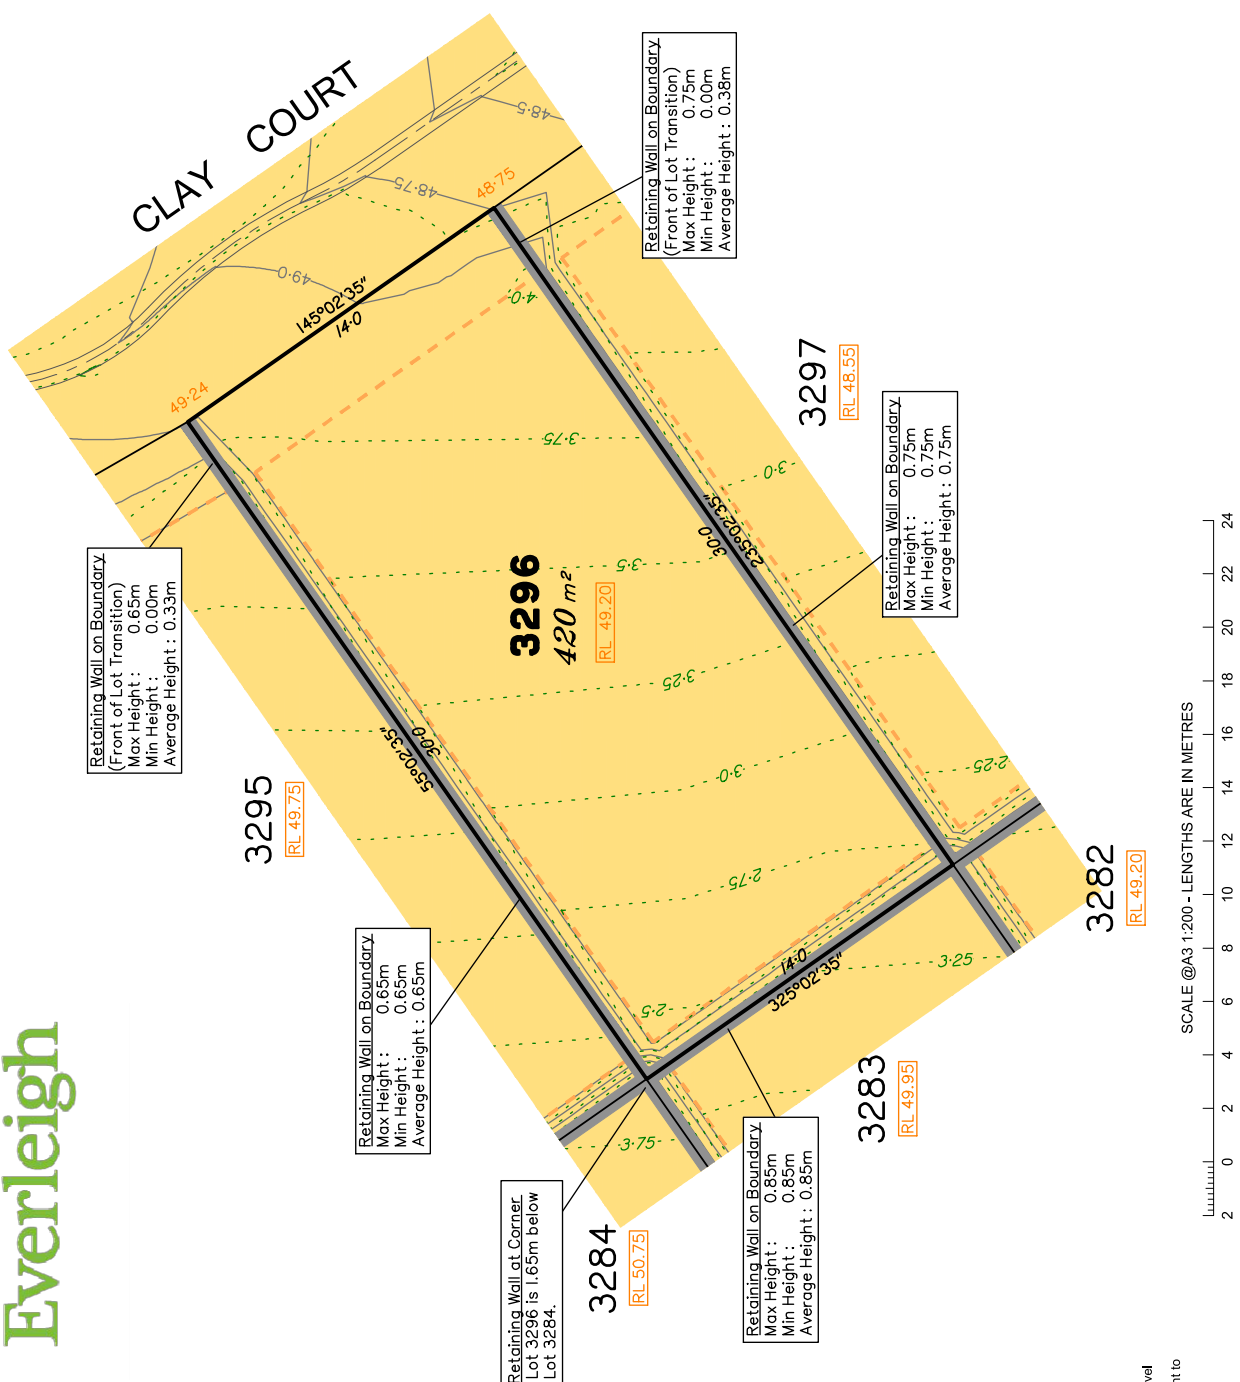 Everleigh
CLAY COURT
Retaining Wall on Boundary
(Front of Lot Transition)
Max Height : 0.65m
Min Height : 0.00m
Average Height : 0.33m
Retaining Wall on Boundary
(Front of Lot Transition)
Max Height : 0.75m
Min Height : 0.00m
Average Height : 0.38m
49·24
48·75
48·5
48·75
49·0
145°02'35"
14·0
4·0
3·75
3·5
3·25
3·0
2·75
2·5
3296
420 m²
RL 49.20
55°02'35"
30·0
30·0
235°02'35"
14·0
325°02'35"
3295
RL 49.75
3297
RL 48.55
3·0
2·25
Retaining Wall on Boundary
Max Height : 0.75m
Min Height : 0.75m
Average Height : 0.75m
Retaining Wall on Boundary
Max Height : 0.65m
Min Height : 0.65m
Average Height : 0.65m
Retaining Wall at Corner
Lot 3296 is 1.65m below
Lot 3284.
3284
RL 50.75
3·75
Retaining Wall on Boundary
Max Height : 0.85m
Min Height : 0.85m
Average Height : 0.85m
3283
RL 49.95
3·25
3282
RL 49.20
SCALE @A3 1:200 - LENGTHS ARE IN METRES
2 0 2 4 6 8 10 12 14 16 18 20 22 24
vel
nt to